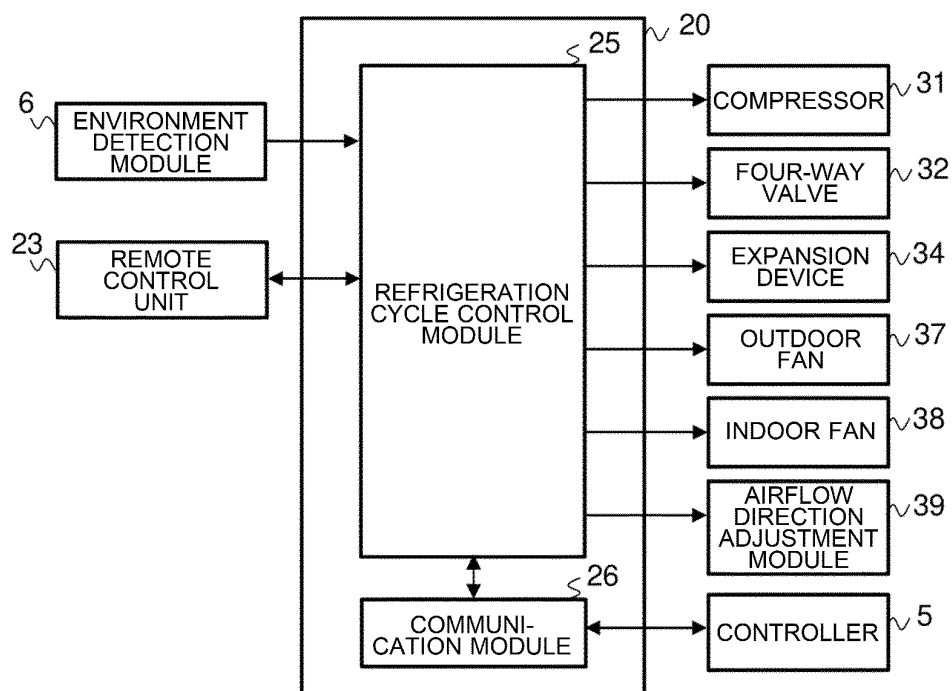 20
25
6
ENVIRONMENT
DETECTION
MODULE
23
REMOTE
CONTROL
UNIT
REFRIGERATION
CYCLE CONTROL
MODULE
26
COMMUNI-
CATION MODULE
31
COMPRESSOR
32
FOUR-WAY
VALVE
34
EXPANSION
DEVICE
37
OUTDOOR
FAN
38
INDOOR FAN
39
AIRFLOW
DIRECTION
ADJUSTMENT
MODULE
5
CONTROLLER